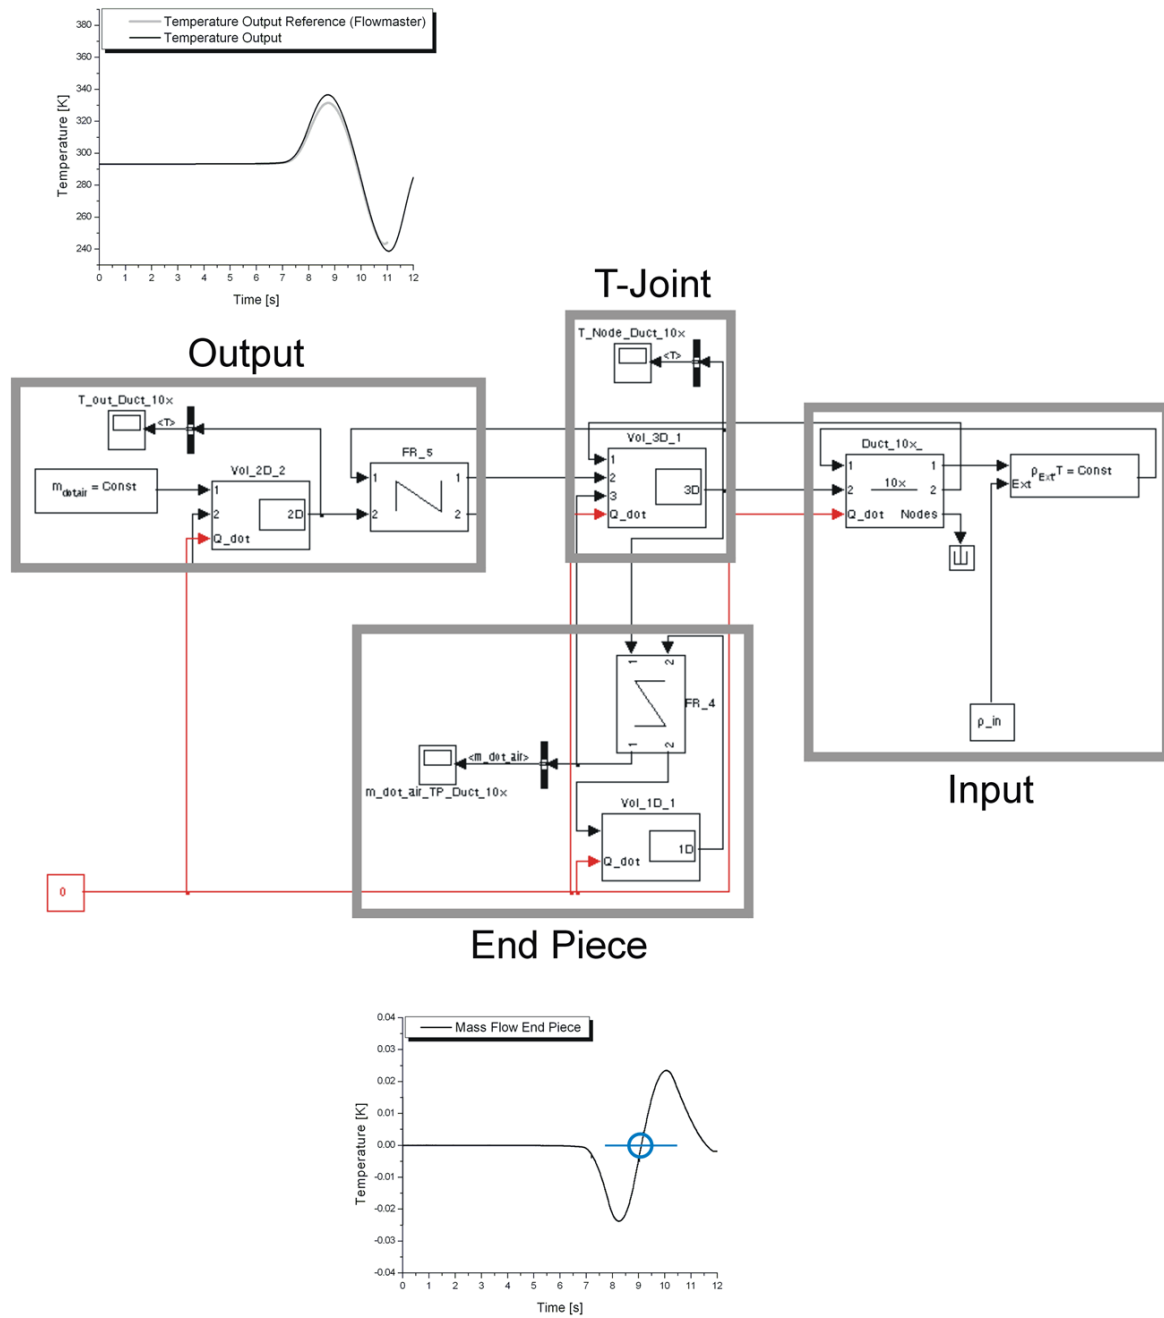 Temperature Output Reference (Flowmaster)
Temperature Output
Temperature [K]
380
360
340
320
300
280
260
240
0 1 2 3 4 5 6 7 8 9 10 11 12
Time [s]
T-Joint
T_Node_Duct_10x
<T>
Vol_3D_1
1
2
3
Q_dot
3D
Output
T_out_Duct_10x
<T>
m_dotair = Const
Vol_2D_2
1
2
Q_dot
2D
FR_5
1 1
2 2
Duct_10x_
1 1
2 10x 2
Q_dot Nodes
ρ_Ext, T = Const
Ext
ρ_in
Input
1 2
FR_4
1 2
<m_dot_air>
m_dot_air_TP_Duct_10x
Vol_1D_1
Q_dot
1D
0
End Piece
Mass Flow End Piece
Temperature [K]
0.04
0.03
0.02
0.01
0.00
-0.01
-0.02
-0.03
-0.04
0 1 2 3 4 5 6 7 8 9 10 11 12
Time [s]